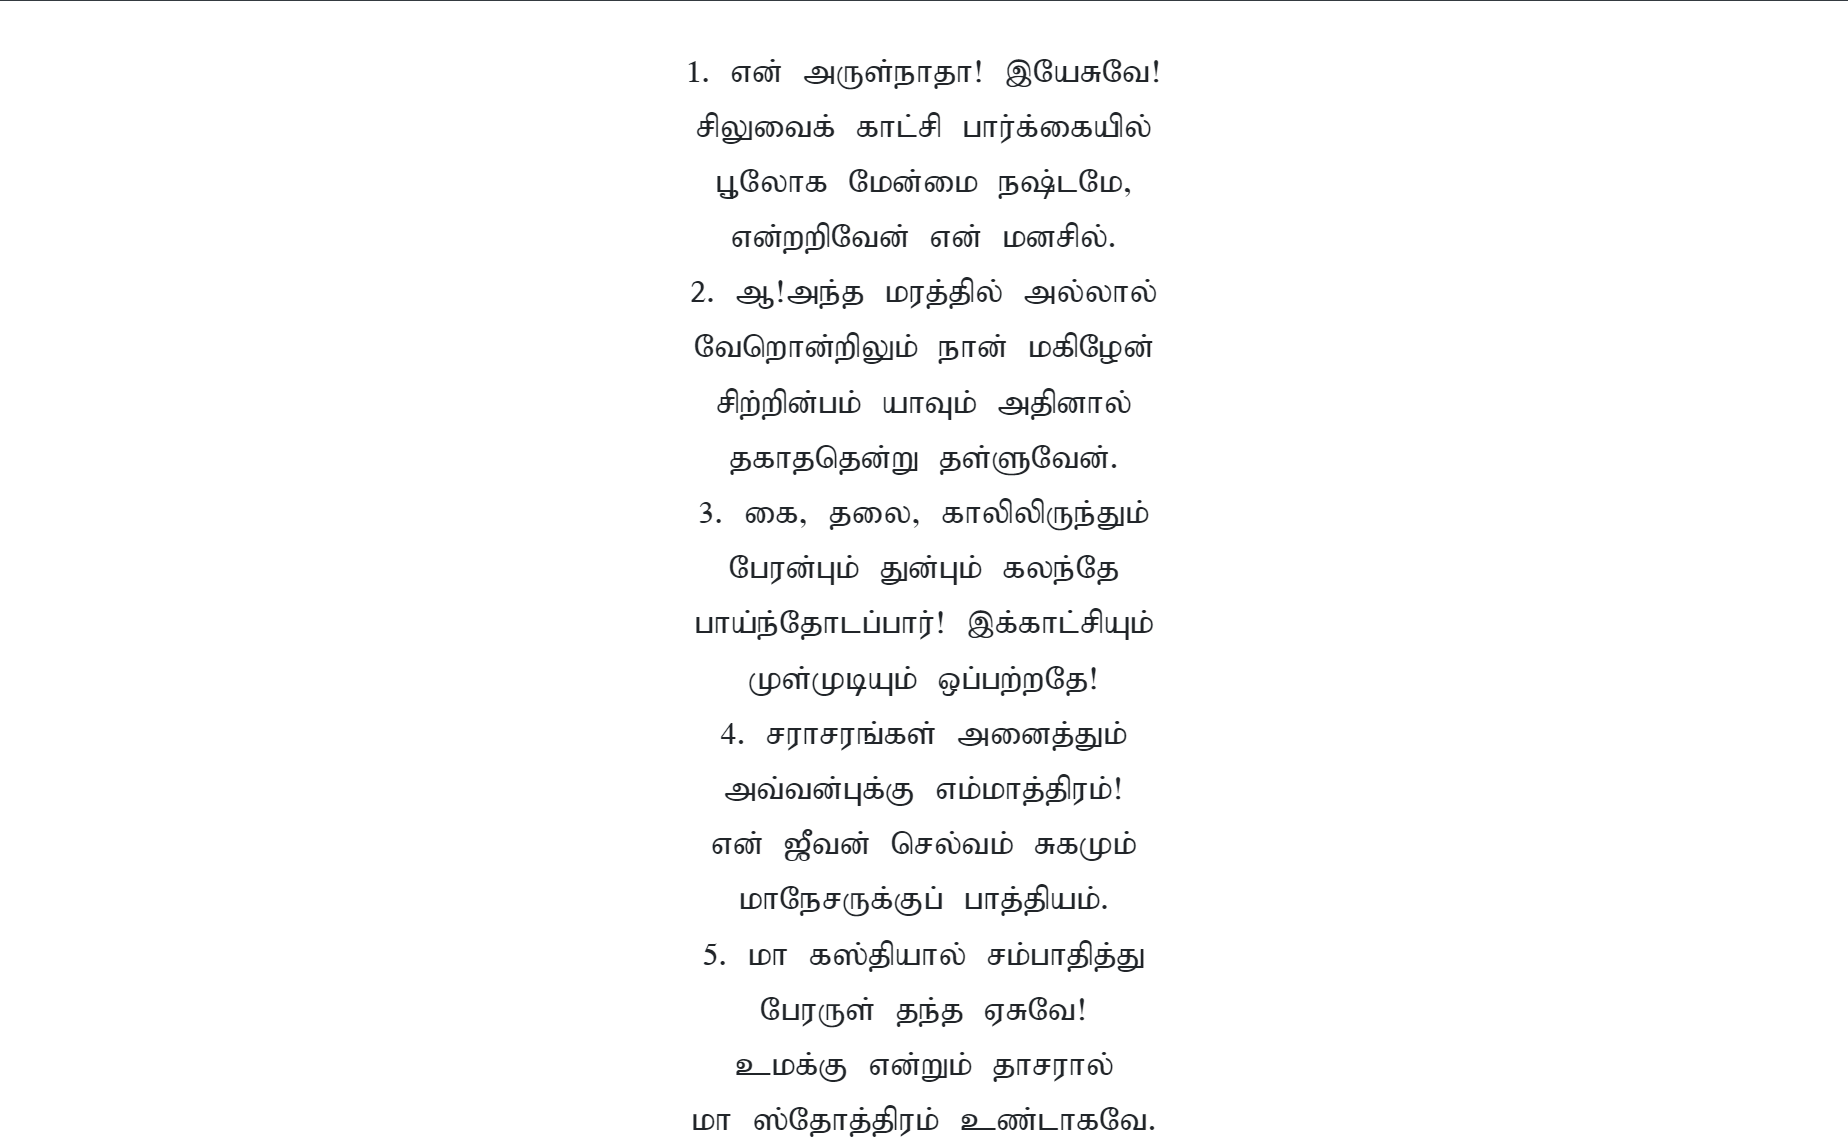 1. என் அருள்நாதா! இயேசுவே!
சிலுவைக் காட்சி பார்க்கையில்
பூலோக மேன்மை நஷ்டமே,
என்றறிவேன் என் மனசில்.
2. ஆ!அந்த மரத்தில் அல்லால்
வேறொன்றிலும் நான் மகிழேன்
சிற்றின்பம் யாவும் அதினால்
தகாததென்று தள்ளுவேன்.
3. கை, தலை, காலிலிருந்தும்
பேரன்பும் துன்பும் கலந்தே
பாய்ந்தோடப்பார்! இக்காட்சியும்
முள்முடியும் ஒப்பற்றதே!
4. சராசரங்கள் அனைத்தும்
அவ்வன்புக்கு எம்மாத்திரம்!
என் ஜீவன் செல்வம் சுகமும்
மாநேசருக்குப் பாத்தியம்.
5. மா கஸ்தியால் சம்பாதித்து
பேரருள் தந்த ஏசுவே!
உமக்கு என்றும் தாசரால்
மா ஸ்தோத்திரம் உண்டாகவே.